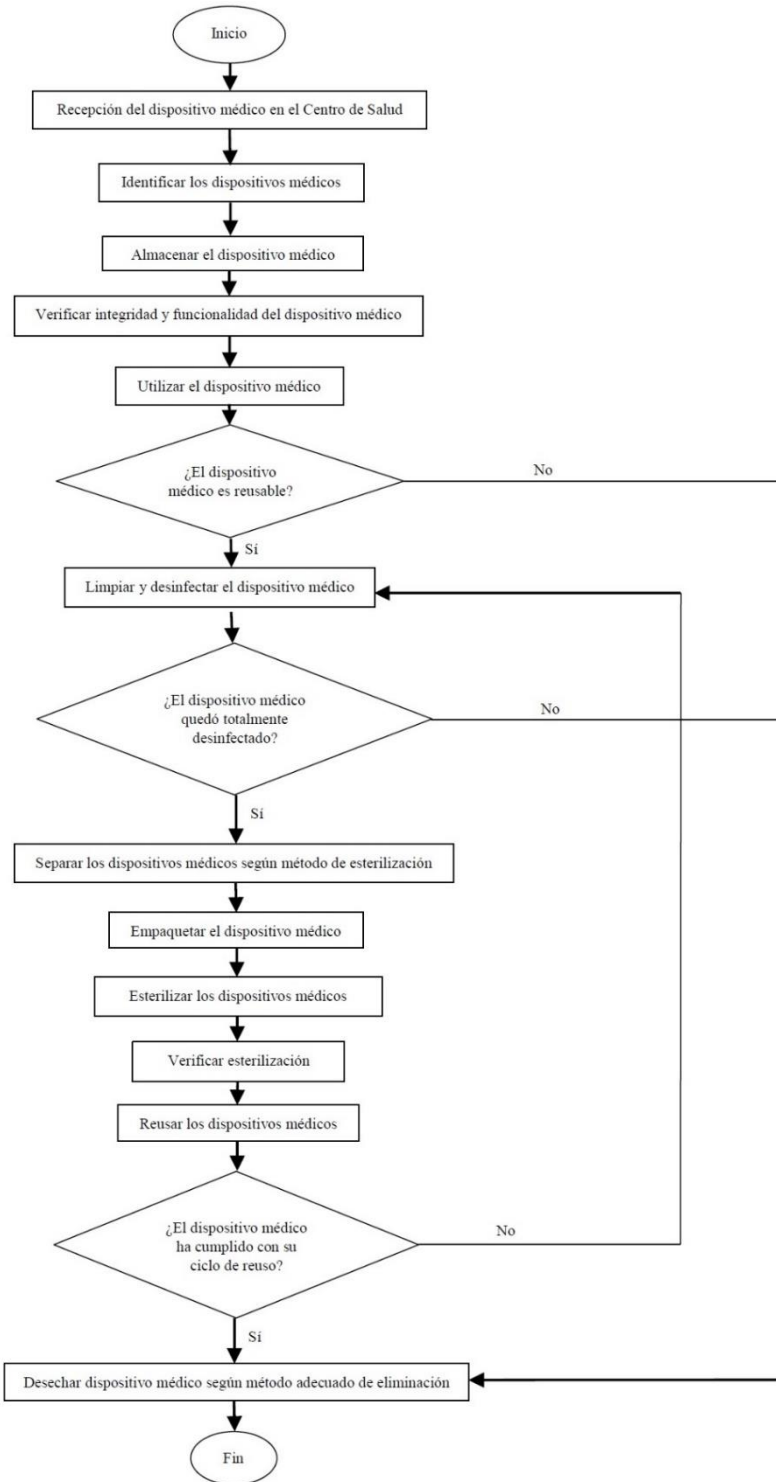 Inicio
Recepción del dispositivo médico en el Centro de Salud
Identificar los dispositivos médicos
Almacenar el dispositivo médico
Verificar integridad y funcionalidad del dispositivo médico
Utilizar el dispositivo médico
¿El dispositivo
médico es reusable?
No
Sí
Limpiar y desinfectar el dispositivo médico
¿El dispositivo médico
quedó totalmente
desinfectado?
No
Sí
Separar los dispositivos médicos según método de esterilización
Empaquetar el dispositivo médico
Esterilizar los dispositivos médicos
Verificar esterilización
Reusar los dispositivos médicos
¿El dispositivo médico
ha cumplido con su
ciclo de reuso?
No
Sí
Desechar dispositivo médico según método adecuado de eliminación
Fin